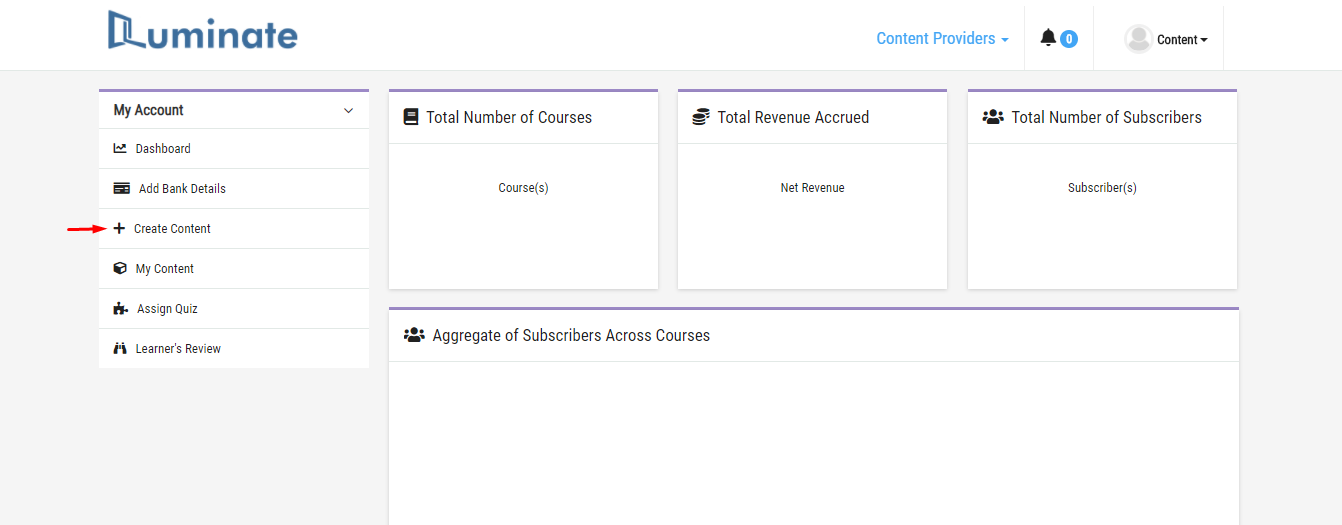 Luminate
Content Providers
0
Content
My Account
Dashboard
Add Bank Details
Create Content
My Content
Assign Quiz
Learner's Review
Total Number of Courses
Course(s)
Total Revenue Accrued
Net Revenue
Total Number of Subscribers
Subscriber(s)
Aggregate of Subscribers Across Courses